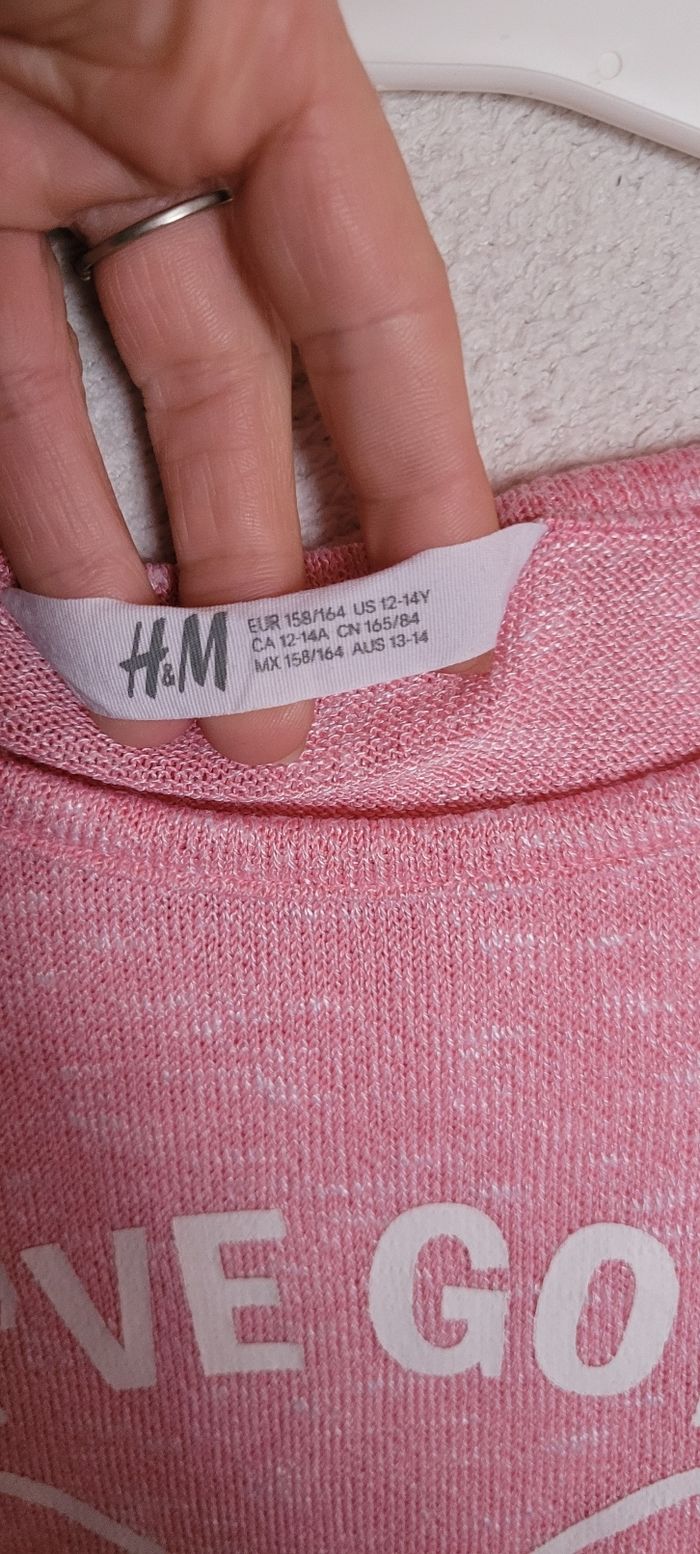 H&M
EUR 158/164 US 12-14Y
CA 12-14A CN 165/84
MX 158/164 AUS 13-14
VE GO